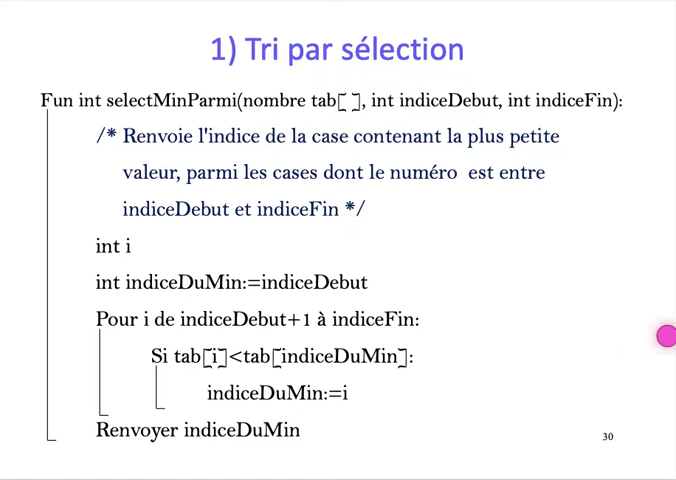 1) Tri par sélection
Fun int selectMinParmi(nombre tab[ ], int indiceDebut, int indiceFin):
/* Renvoie l'indice de la case contenant la plus petite
valeur, parmi les cases dont le numéro est entre
indiceDebut et indiceFin */
int i
int indiceDuMin:=indiceDebut
Pour i de indiceDebut+1 à indiceFin:
Si tab[i]<tab[indiceDuMin]:
indiceDuMin:=i
Renvoyer indiceDuMin
30